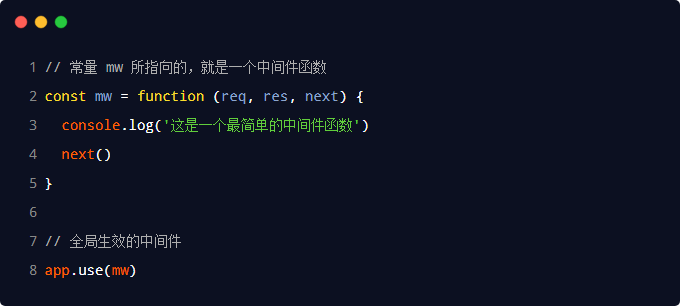 1 // 常量 mw 所指向的，就是一个中间件函数
2 const mw = function (req, res, next) {
3   console.log('这是一个最简单的中间件函数')
4   next()
5 }
6
7 // 全局生效的中间件
8 app.use(mw)